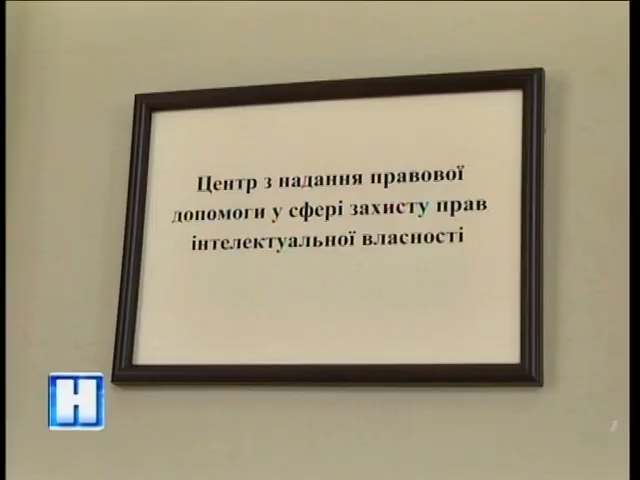 Центр з надання правової
допомоги у сфері захисту прав
інтелектуальної власності
Н